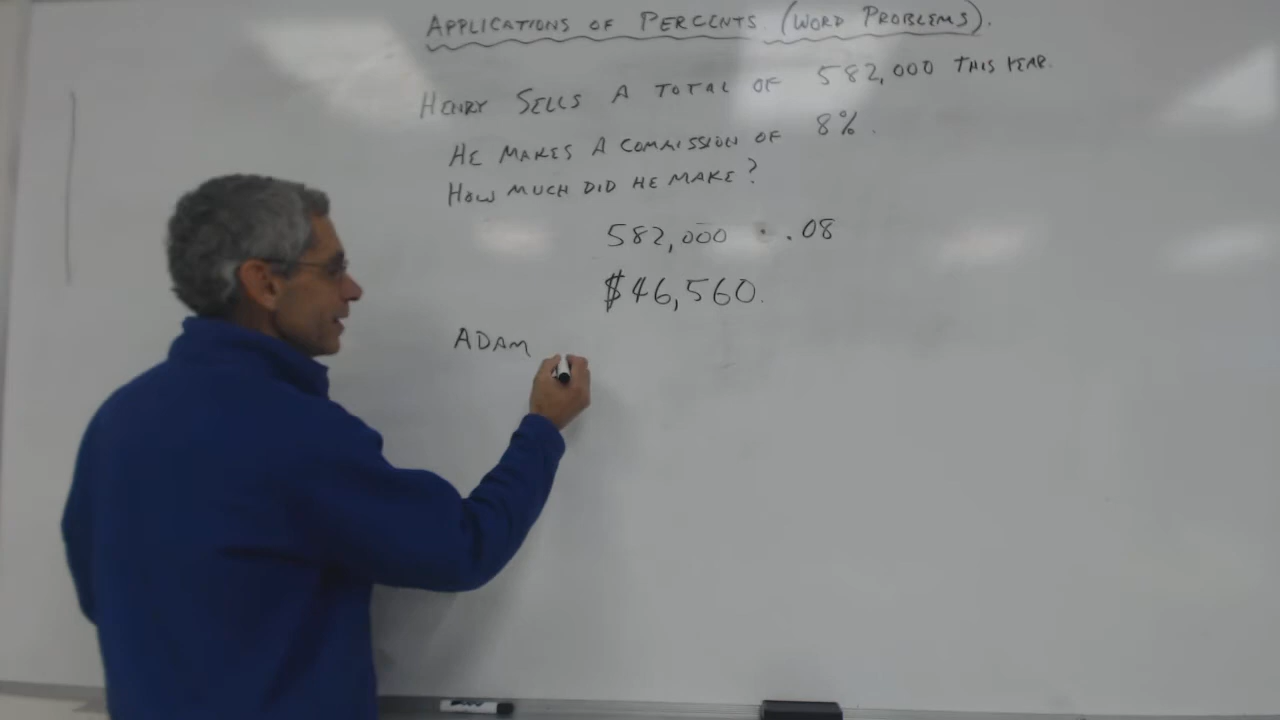 APPLICATIONS OF PERCENTS (WORD PROBLEMS).
HENRY SELLS A TOTAL OF 582,000 THIS YEAR.
HE MAKES A COMMISSION OF 8%.
HOW MUCH DID HE MAKE?
582,000 · .08
$46,560.
ADAM